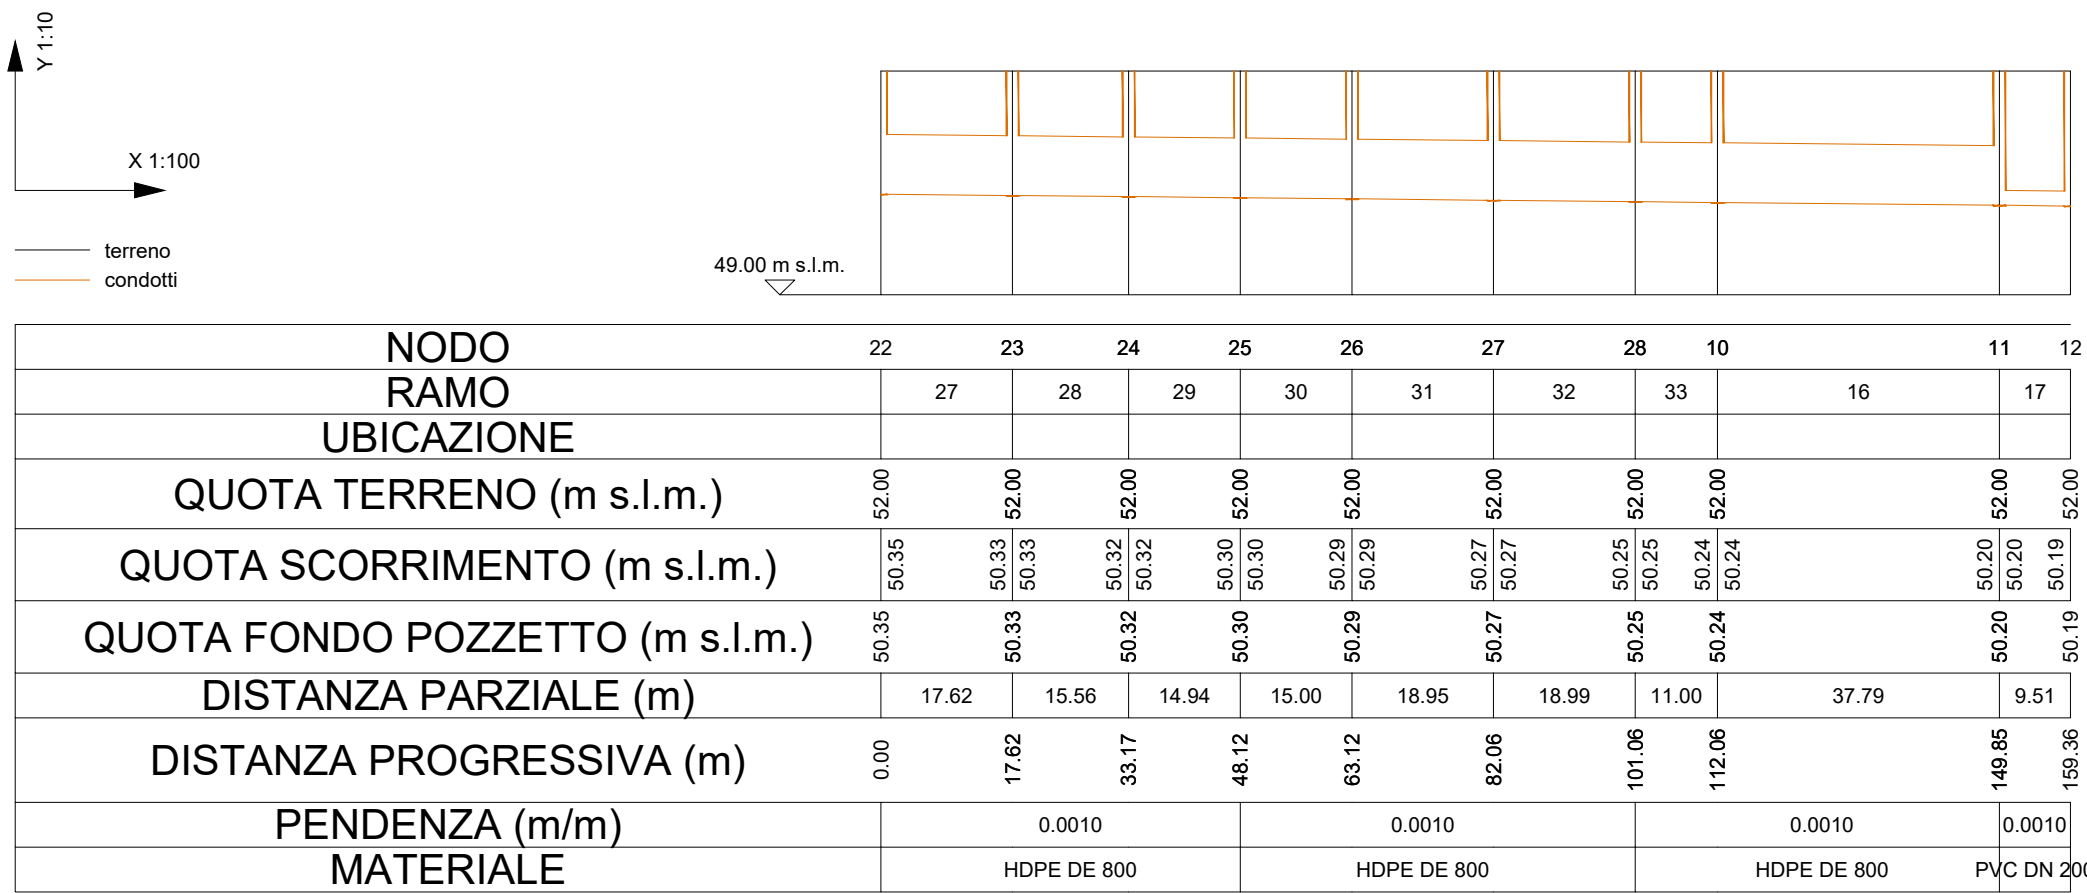 Y 1:10
X 1:100
terreno
condotti
49.00 m s.l.m.
NODO 22 23 24 25 26 27 28 10 11 12
RAMO 27 28 29 30 31 32 33 16 17
UBICAZIONE
QUOTA TERRENO (m s.l.m.) 52.00 52.00 52.00 52.00 52.00 52.00 52.00 52.00 52.00 52.00
QUOTA SCORRIMENTO (m s.l.m.) 50.35 50.33 50.33 50.32 50.32 50.30 50.30 50.29 50.29 50.27 50.27 50.25 50.25 50.24 50.24 50.20 50.20 50.19
QUOTA FONDO POZZETTO (m s.l.m.) 50.35 50.33 50.32 50.30 50.29 50.27 50.25 50.24 50.20 50.19
DISTANZA PARZIALE (m) 17.62 15.56 14.94 15.00 18.95 18.99 11.00 37.79 9.51
DISTANZA PROGRESSIVA (m) 0.00 17.62 33.17 48.12 63.12 82.06 101.06 112.06 149.85 159.36
PENDENZA (m/m) 0.0010 0.0010 0.0010 0.0010
MATERIALE HDPE DE 800 HDPE DE 800 HDPE DE 800 PVC DN 200